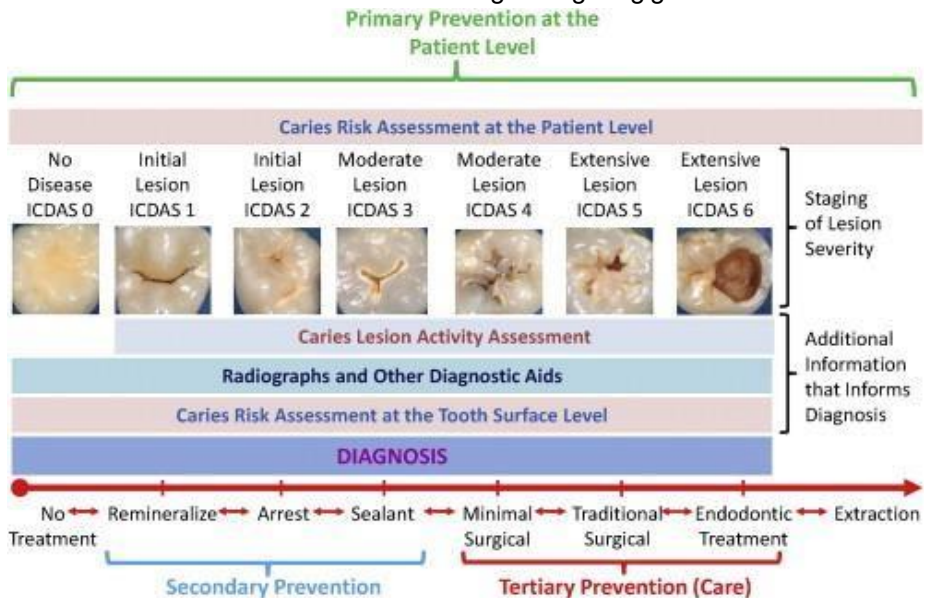 Primary Prevention at the
Patient Level
Caries Risk Assessment at the Patient Level
No
Disease
ICDAS 0
Initial
Lesion
ICDAS 1
Initial
Lesion
ICDAS 2
Moderate
Lesion
ICDAS 3
Moderate
Lesion
ICDAS 4
Extensive
Lesion
ICDAS 5
Extensive
Lesion
ICDAS 6
Staging
of Lesion
Severity
Caries Lesion Activity Assessment
Radiographs and Other Diagnostic Aids
Caries Risk Assessment at the Tooth Surface Level
Additional
Information
that Informs
Diagnosis
DIAGNOSIS
No
Treatment
Remineralize
Arrest
Sealant
Minimal
Surgical
Traditional
Surgical
Endodontic
Treatment
Extraction
Secondary Prevention
Tertiary Prevention (Care)